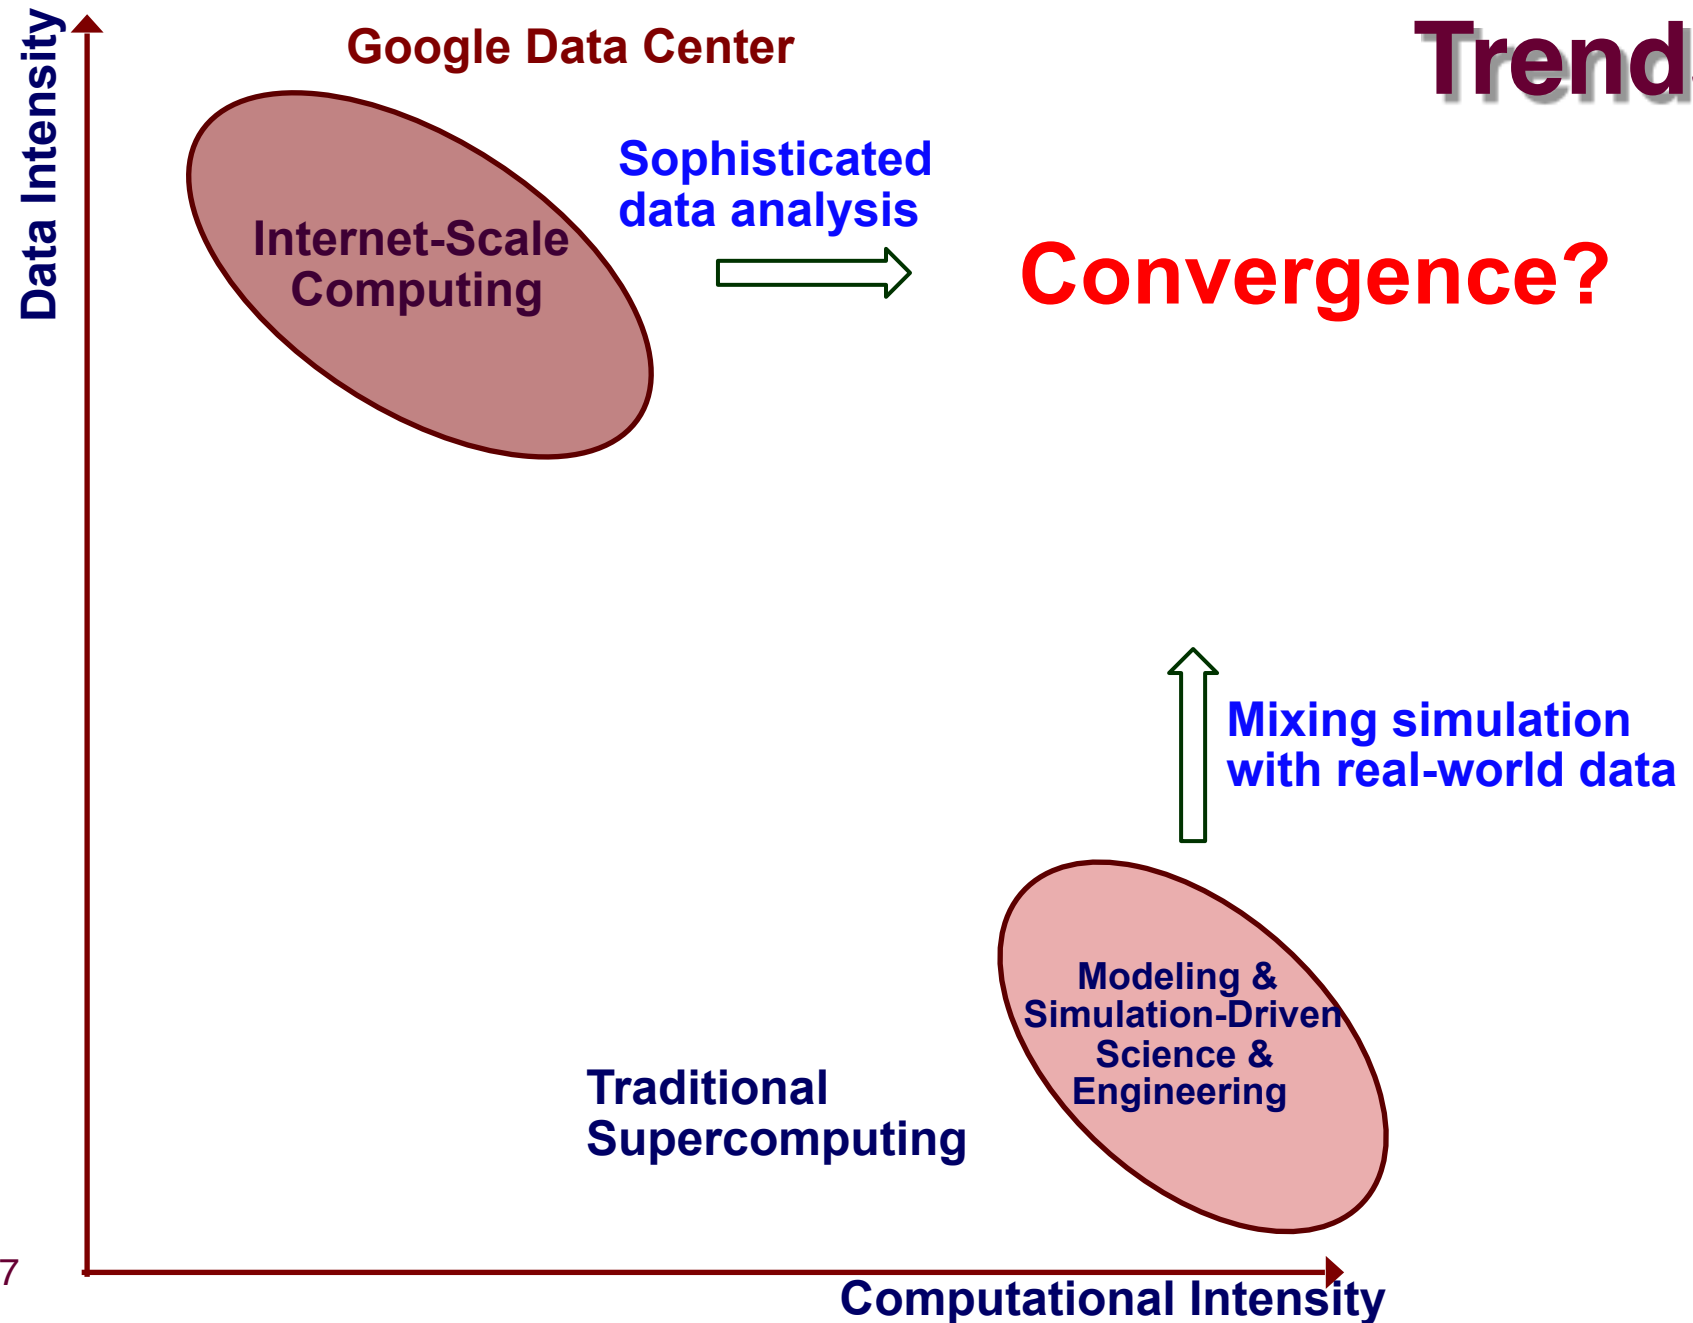 Trends
Data Intensity
Google Data Center
Sophisticated
data analysis
Internet-Scale
Computing
Convergence?
Mixing simulation
with real-world data
Modeling &
Simulation-Driven
Science &
Engineering
Traditional
Supercomputing
7
Computational Intensity